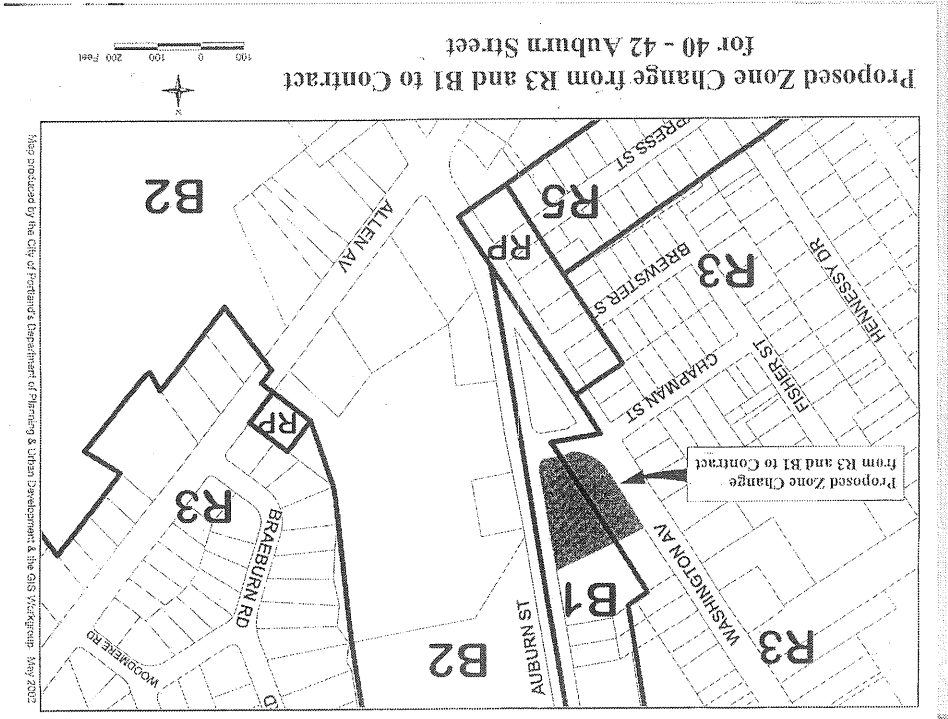 R3
B2
D
WOODMERE RD
AUBURN ST
WASHINGTON AV
B1
BRAEBURN RD
R3
Proposed Zone Change
from R3 and B1 to Contract
RP
CHAPMAN ST
FISHER ST
HENNESSY DR
R3
BREWSTER S
RP
ALLEN AV
R5
B2
PRESS ST
Map produced by the City of Portland's Department of Planning & Urban Development & the GIS Workgroup May 2002
Proposed Zone Change from R3 and B1 to Contract
for 40 - 42 Auburn Street
N
100 0 100 200 Feet